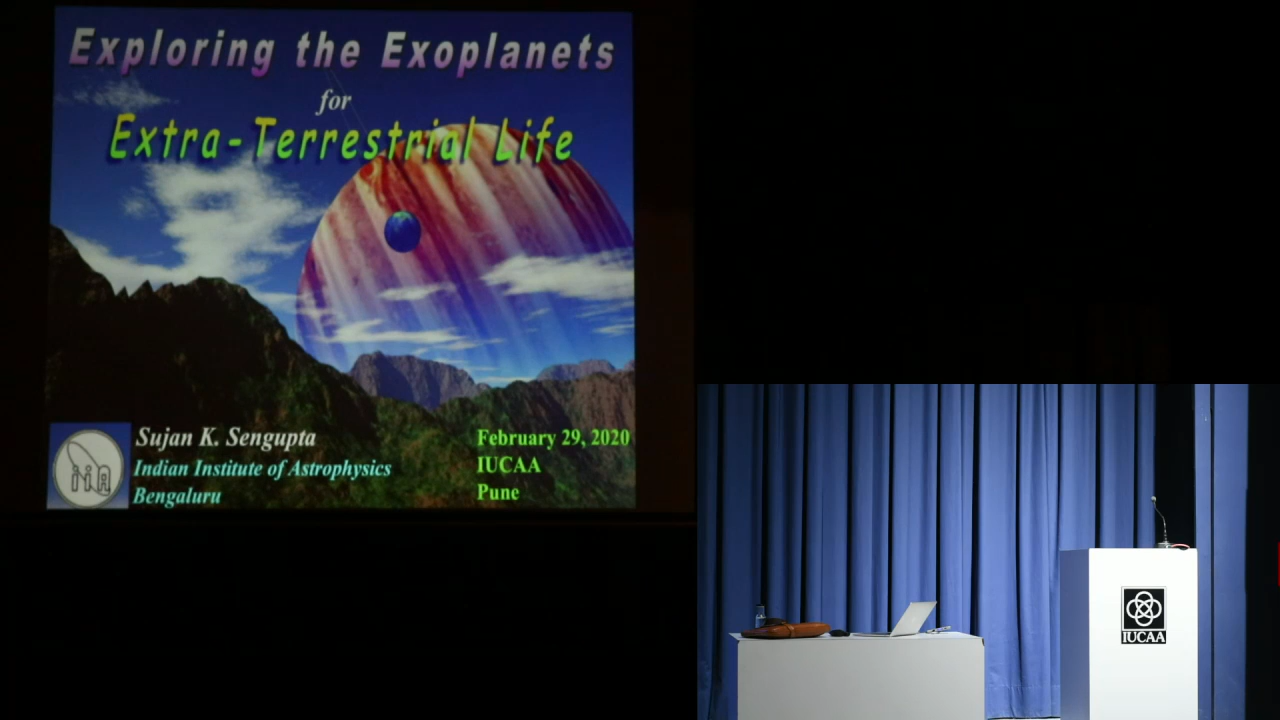 Exploring the Exoplanets
for
Extra-Terrestrial Life
Sujan K. Sengupta
Indian Institute of Astrophysics
Bengaluru
February 29, 2020
IUCAA
Pune
IIA
IUCAA